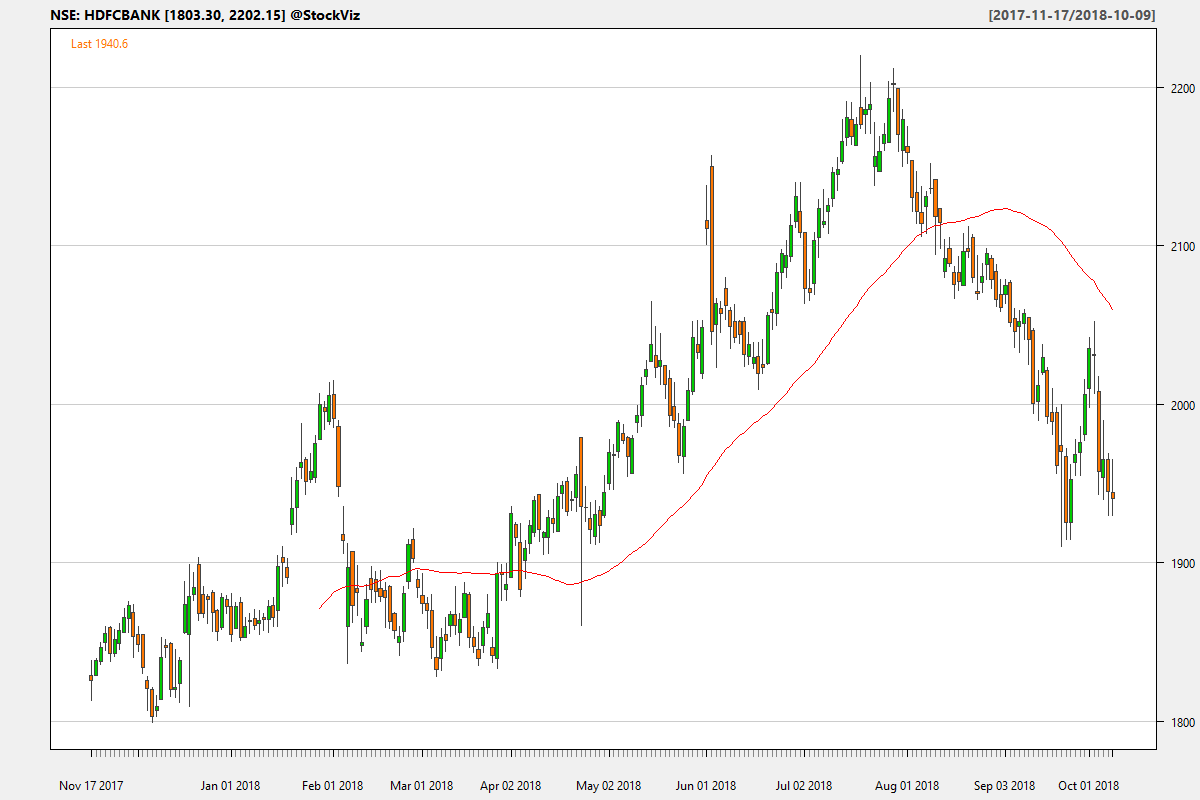 NSE: HDFCBANK [1803.30, 2202.15] @StockViz
[2017-11-17/2018-10-09]
Last 1940.6
2200
2100
2000
1900
1800
Nov 17 2017 Jan 01 2018 Feb 01 2018 Mar 01 2018 Apr 02 2018 May 02 2018 Jun 01 2018 Jul 02 2018 Aug 01 2018 Sep 03 2018 Oct 01 2018